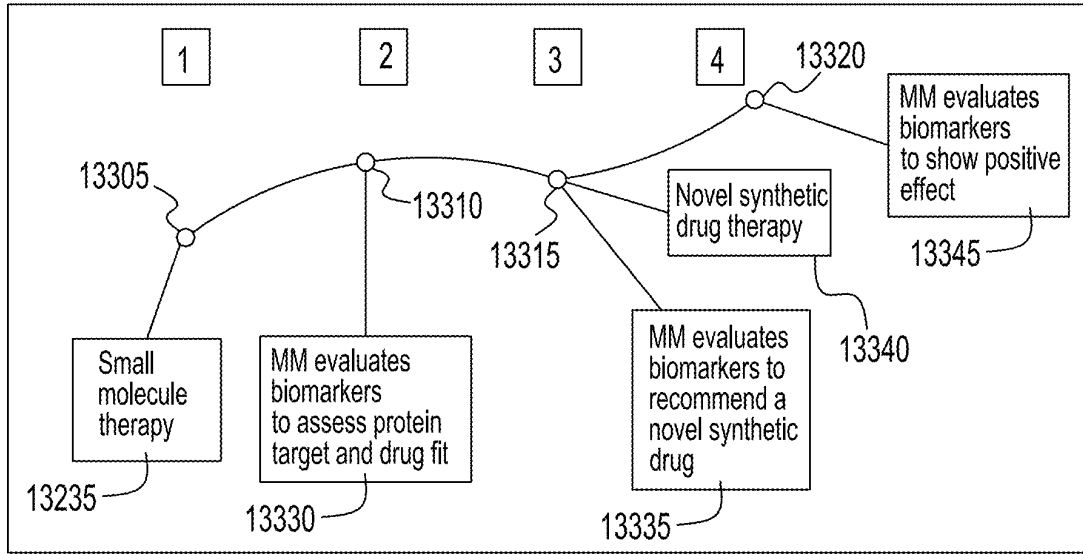 1
2
3
4
13320
MM evaluates
biomarkers
to show positive
effect
13345
13305
13310
13315
Novel synthetic
drug therapy
13340
Small
molecule
therapy
13235
MM evaluates
biomarkers
to assess protein
target and drug fit
13330
MM evaluates
biomarkers to
recommend a
novel synthetic
drug
13335